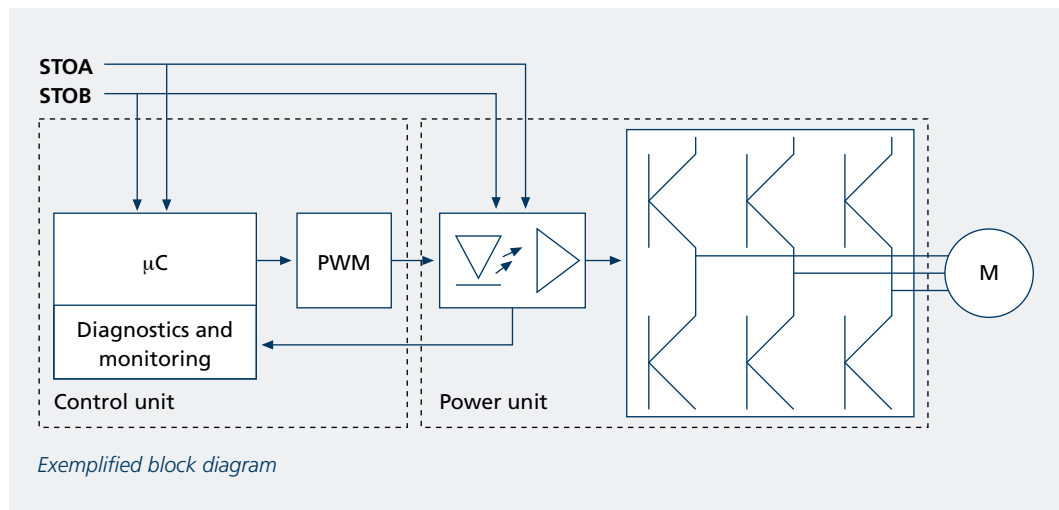 STOA
STOB
μC
PWM
M
Diagnostics and
monitoring
Control unit
Power unit
Exemplified block diagram